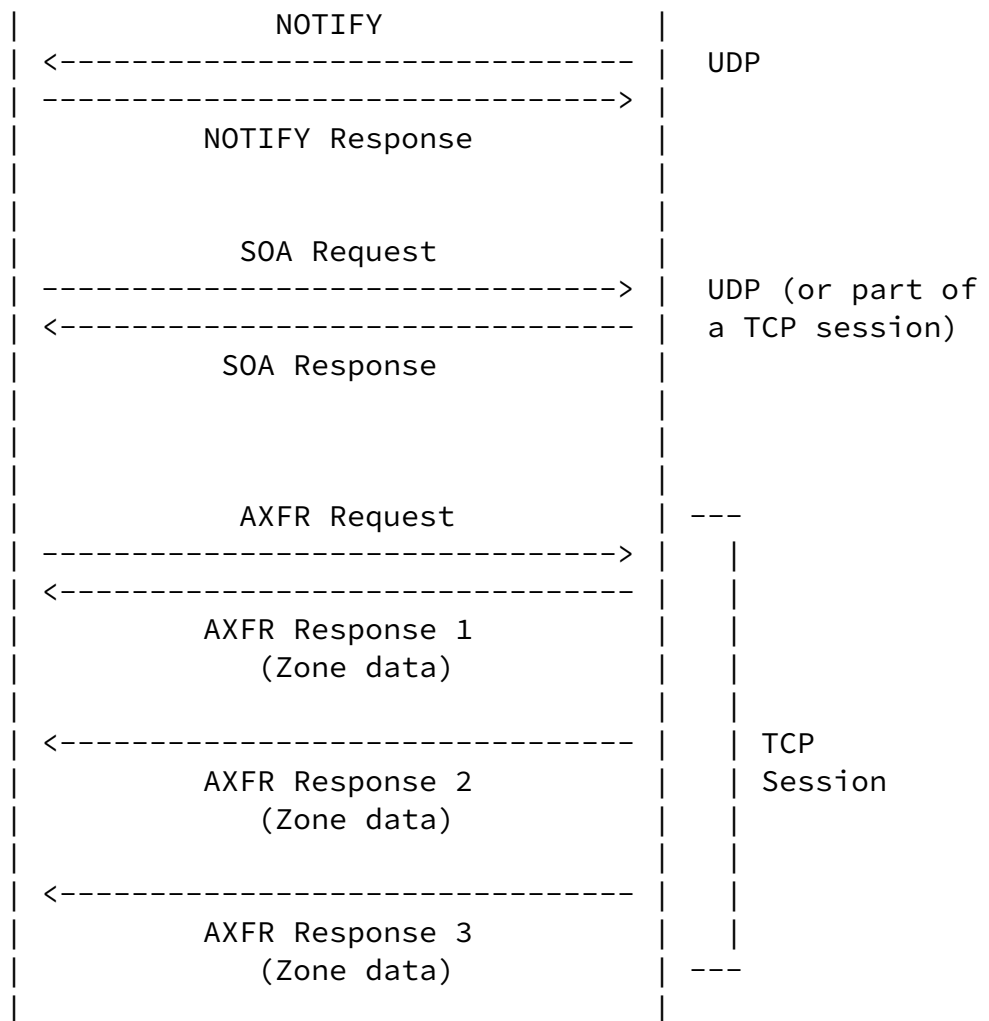 NOTIFY
UDP
NOTIFY Response
SOA Request
UDP (or part of
a TCP session)
SOA Response
AXFR Request
AXFR Response 1
(Zone data)
TCP
AXFR Response 2
Session
(Zone data)
AXFR Response 3
(Zone data)